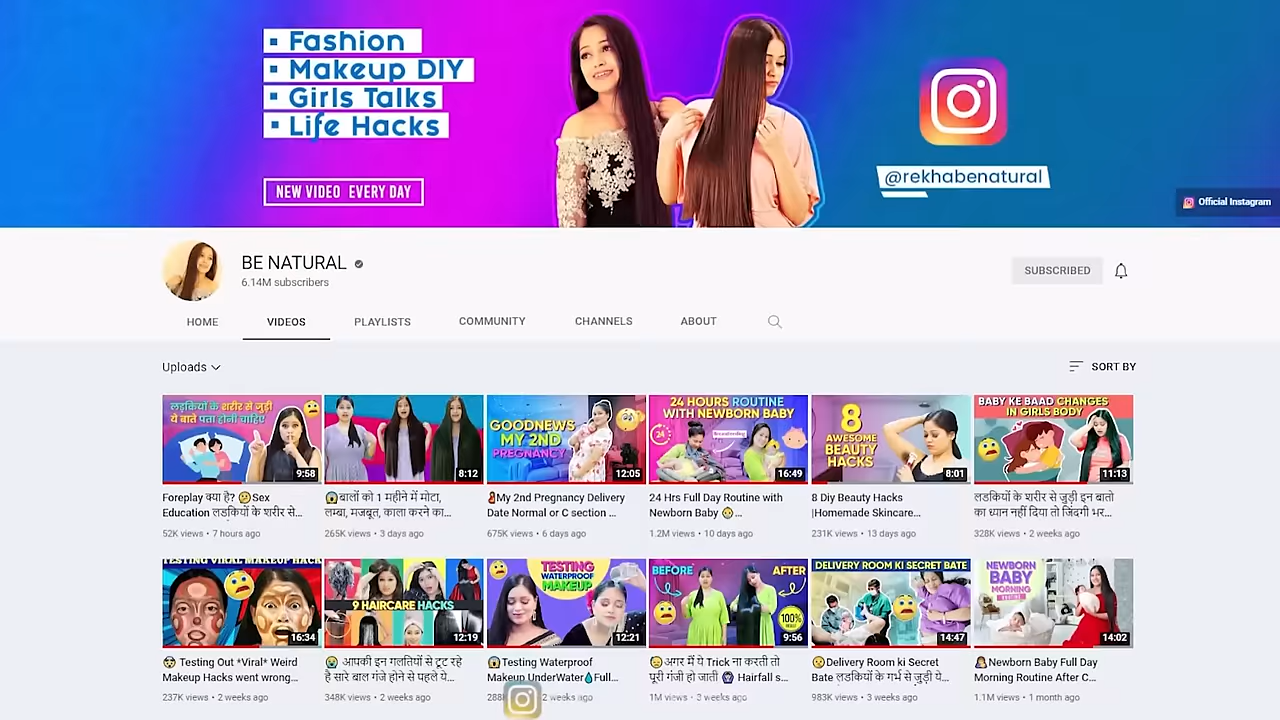 ▪ Fashion
▪ Makeup DIY
▪ Girls Talks
▪ Life Hacks
NEW VIDEO EVERY DAY
@rekhabenatural
Official Instagram
BE NATURAL
6.14M subscribers
SUBSCRIBED
HOME VIDEOS PLAYLISTS COMMUNITY CHANNELS ABOUT
Uploads
SORT BY
लड़कियों के शरीर से जुड़ी
ये बाते पता होनी चाहिए
9:58
8:12
GOODNEWS
MY 2ND
PREGNANCY
12:05
24 HOURS ROUTINE
WITH NEWBORN BABY
24
16:49
8
AWESOME
BEAUTY
HACKS
8:01
BABY KE BAAD CHANGES
IN GIRLS BODY
11:13
Foreplay क्या है? 🤔Sex
Education लडकियों के शरीर से...
52K views • 7 hours ago
😱बालों को 1 महीने में मोटा,
लम्बा, मजबूत, काला करने का...
265K views • 3 days ago
My 2nd Pregnancy Delivery
Date Normal or C section ...
675K views • 6 days ago
24 Hrs Full Day Routine with
Newborn Baby 👶...
1.2M views • 10 days ago
8 Diy Beauty Hacks
|Homemade Skincare...
231K views • 13 days ago
लडकियों के शरीर से जुड़ी इन बातो
का ध्यान नहीं दिया तो जिंदगी भर...
328K views • 2 weeks ago
TESTING VIRAL MAKEUP HACK
16:34
9 HAIRCARE HACKS
12:19
TESTING
WATERPROOF
MAKEUP
12:21
BEFORE
AFTER
100%
9:56
DELIVERY ROOM KI SECRET BATE
14:47
NEWBORN
BABY
MORNING
ROUTINE
14:02
Testing Out *Viral* Weird
Makeup Hacks went wrong...
237K views • 2 weeks ago
😭 आपकी इन गलतियों से टूट रहे
है सारे बाल गंजे होने से पहले ये...
348K views • 2 weeks ago
😱Testing Waterproof
Makeup UnderWater💧Full...
288K 2 weeks ago
अगर में ये Trick ना करती तो
पूरी गंजी हो जाती Hairfall s...
1M views • 3 weeks ago
Delivery Room ki Secret
Bate लडकियों के गर्भ से जुडी ये...
983K views • 3 weeks ago
Newborn Baby Full Day
Morning Routine After C...
1.1M views • 1 month ago